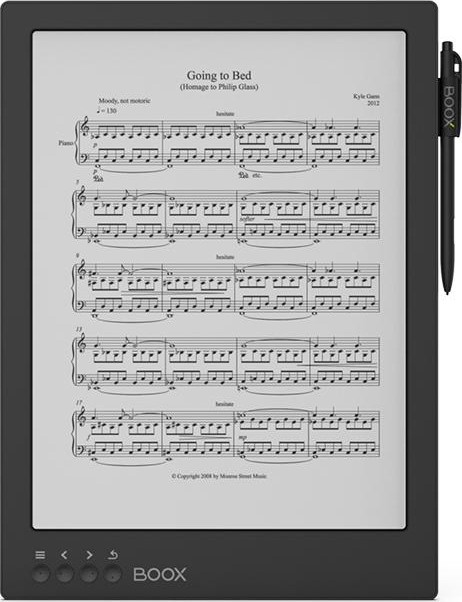 Going to Bed
(Homage to Philip Glass)
Kyle Gann
2012
Moody, not motoric
♩= 130
hesitate
Piano
p
p
Ped.
Ped. etc.
5
softer
hesitate
9
13
hesitate
17
f
mp
© Copyright 2008 by Monroe Street Music
BOOX
BOOX